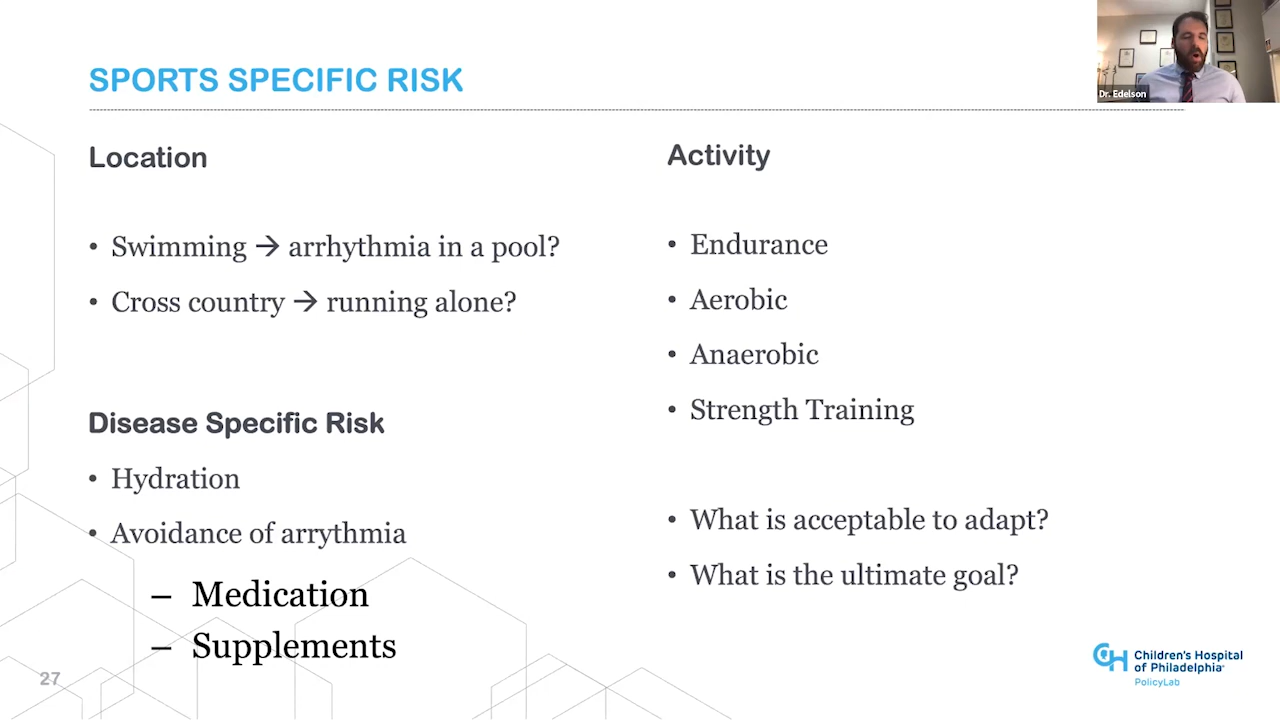 SPORTS SPECIFIC RISK
Dr. Edelson
Location
• Swimming → arrhythmia in a pool?
• Cross country → running alone?
Disease Specific Risk
• Hydration
• Avoidance of arrythmia
– Medication
– Supplements
Activity
• Endurance
• Aerobic
• Anaerobic
• Strength Training
• What is acceptable to adapt?
• What is the ultimate goal?
27
CH Children's Hospital
of Philadelphia
PolicyLab